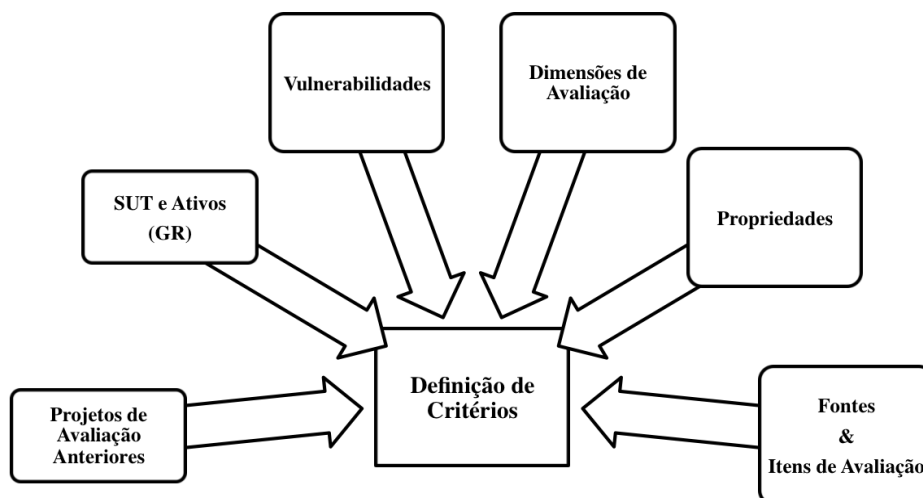 Vulnerabilidades
Dimensões de
Avaliação
SUT e Ativos
(GR)
Propriedades
Definição de
Critérios
Projetos de
Avaliação
Anteriores
Fontes
&
Itens de Avaliação